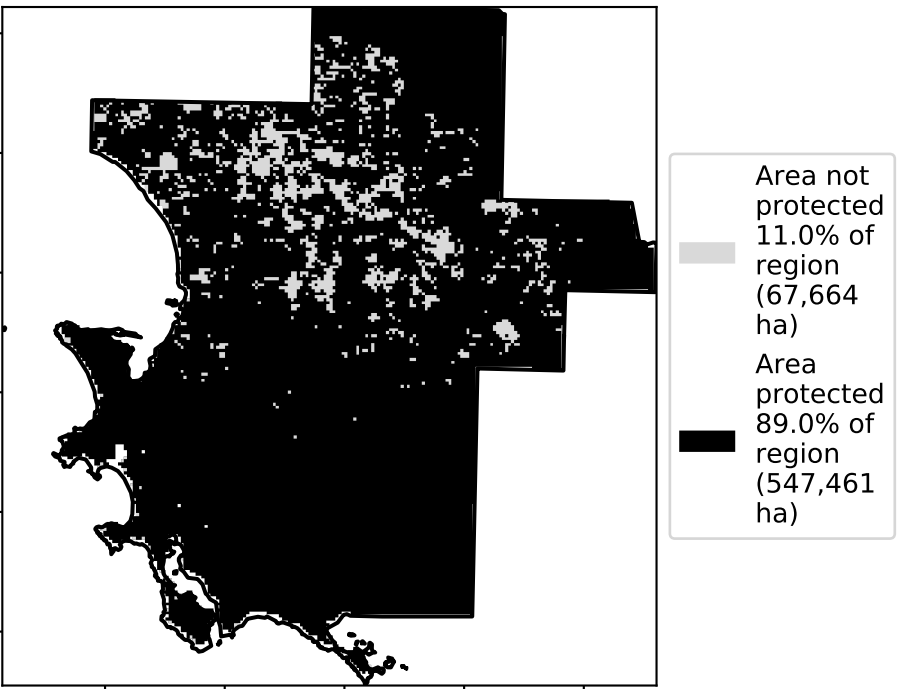 Area not
protected
11.0% of
region
(67,664
ha)
Area
protected
89.0% of
region
(547,461
ha)